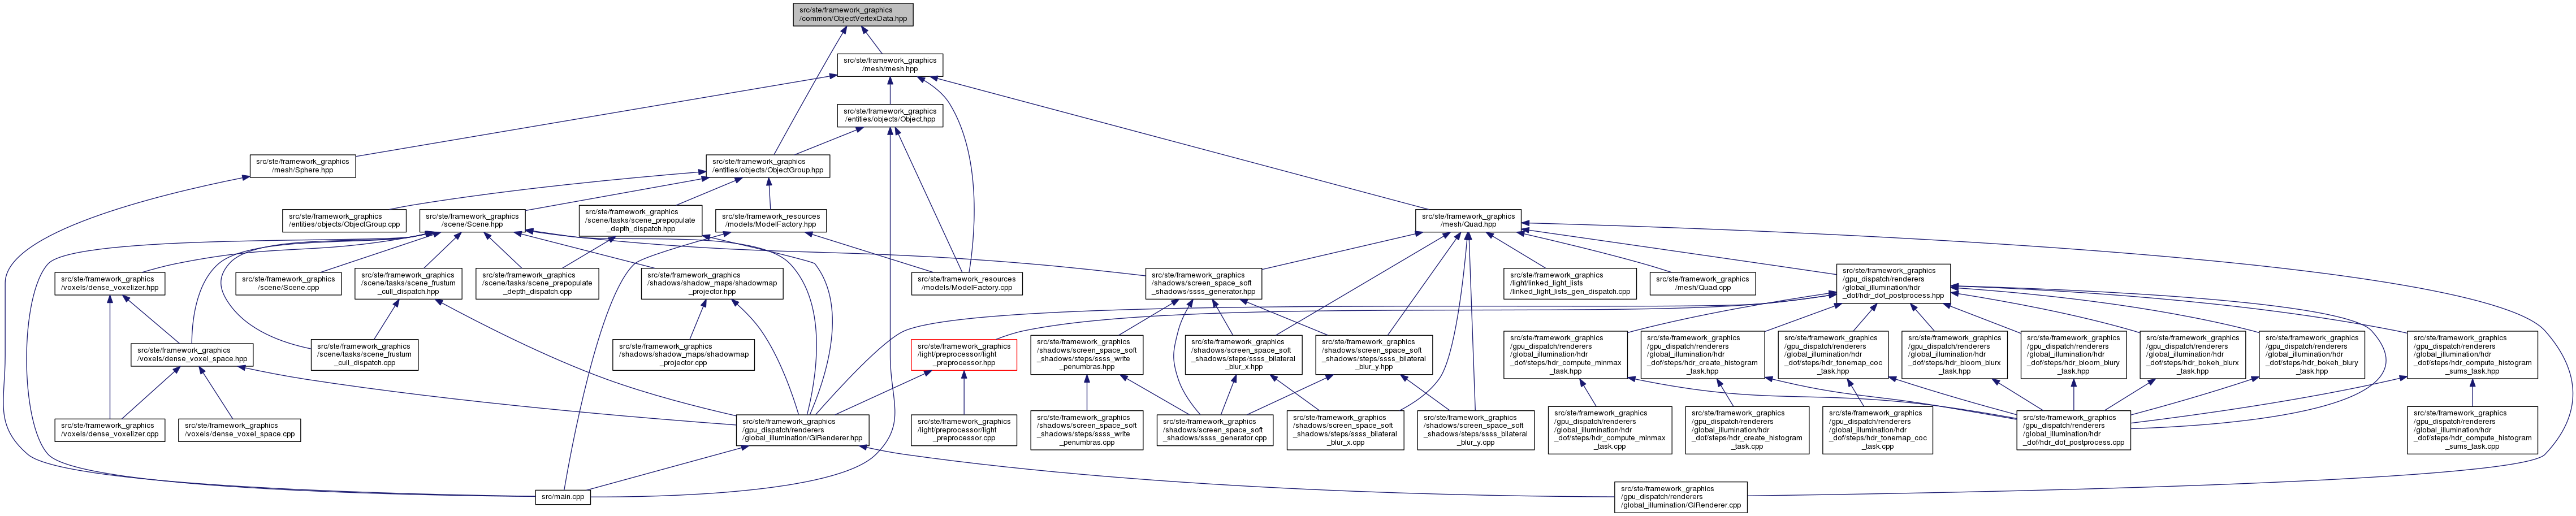 src/ste/framework_graphics
/common/ObjectVertexData.hpp
src/ste/framework_graphics
/mesh/mesh.hpp
src/ste/framework_graphics
/entities/objects/Object.hpp
src/ste/framework_graphics
/mesh/Sphere.hpp
src/ste/framework_graphics
/entities/objects/ObjectGroup.hpp
src/ste/framework_graphics
/entities/objects/ObjectGroup.cpp
src/ste/framework_graphics
/scene/Scene.hpp
src/ste/framework_graphics
/scene/tasks/scene_prepopulate
_depth_dispatch.hpp
src/ste/framework_resources
/models/ModelFactory.hpp
src/ste/framework_graphics
/mesh/Quad.hpp
src/ste/framework_graphics
/voxels/dense_voxelizer.hpp
src/ste/framework_graphics
/scene/Scene.cpp
src/ste/framework_graphics
/scene/tasks/scene_frustum
_cull_dispatch.hpp
src/ste/framework_graphics
/scene/tasks/scene_prepopulate
_depth_dispatch.cpp
src/ste/framework_graphics
/shadows/shadow_maps/shadowmap
_projector.hpp
src/ste/framework_resources
/models/ModelFactory.cpp
src/ste/framework_graphics
/shadows/screen_space_soft
_shadows/ssss_generator.hpp
src/ste/framework_graphics
/light/linked_light_lists
/linked_light_lists_gen_dispatch.cpp
src/ste/framework_graphics
/mesh/Quad.cpp
src/ste/framework_graphics
/gpu_dispatch/renderers
/global_illumination/hdr
_dof/hdr_dof_postprocess.hpp
src/ste/framework_graphics
/voxels/dense_voxel_space.hpp
src/ste/framework_graphics
/scene/tasks/scene_frustum
_cull_dispatch.cpp
src/ste/framework_graphics
/shadows/shadow_maps/shadowmap
_projector.cpp
src/ste/framework_graphics
/light/preprocessor/light
_preprocessor.hpp
src/ste/framework_graphics
/shadows/screen_space_soft
_shadows/steps/ssss_write
_penumbras.hpp
src/ste/framework_graphics
/shadows/screen_space_soft
_shadows/steps/ssss_bilateral
_blur_x.hpp
src/ste/framework_graphics
/shadows/screen_space_soft
_shadows/steps/ssss_bilateral
_blur_y.hpp
src/ste/framework_graphics
/gpu_dispatch/renderers
/global_illumination/hdr
_dof/steps/hdr_compute_minmax
_task.hpp
src/ste/framework_graphics
/gpu_dispatch/renderers
/global_illumination/hdr
_dof/steps/hdr_create_histogram
_task.hpp
src/ste/framework_graphics
/gpu_dispatch/renderers
/global_illumination/hdr
_dof/steps/hdr_tonemap_coc
_task.hpp
src/ste/framework_graphics
/gpu_dispatch/renderers
/global_illumination/hdr
_dof/steps/hdr_bloom_blurx
_task.hpp
src/ste/framework_graphics
/gpu_dispatch/renderers
/global_illumination/hdr
_dof/steps/hdr_bloom_blury
_task.hpp
src/ste/framework_graphics
/gpu_dispatch/renderers
/global_illumination/hdr
_dof/steps/hdr_bokeh_blurx
_task.hpp
src/ste/framework_graphics
/gpu_dispatch/renderers
/global_illumination/hdr
_dof/steps/hdr_bokeh_blury
_task.hpp
src/ste/framework_graphics
/gpu_dispatch/renderers
/global_illumination/hdr
_dof/steps/hdr_compute_histogram
_sums_task.hpp
src/ste/framework_graphics
/voxels/dense_voxelizer.cpp
src/ste/framework_graphics
/voxels/dense_voxel_space.cpp
src/ste/framework_graphics
/gpu_dispatch/renderers
/global_illumination/GIRenderer.hpp
src/ste/framework_graphics
/light/preprocessor/light
_preprocessor.cpp
src/ste/framework_graphics
/shadows/screen_space_soft
_shadows/steps/ssss_write
_penumbras.cpp
src/ste/framework_graphics
/shadows/screen_space_soft
_shadows/ssss_generator.cpp
src/ste/framework_graphics
/shadows/screen_space_soft
_shadows/steps/ssss_bilateral
_blur_x.cpp
src/ste/framework_graphics
/shadows/screen_space_soft
_shadows/steps/ssss_bilateral
_blur_y.cpp
src/ste/framework_graphics
/gpu_dispatch/renderers
/global_illumination/hdr
_dof/steps/hdr_compute_minmax
_task.cpp
src/ste/framework_graphics
/gpu_dispatch/renderers
/global_illumination/hdr
_dof/steps/hdr_create_histogram
_task.cpp
src/ste/framework_graphics
/gpu_dispatch/renderers
/global_illumination/hdr
_dof/steps/hdr_tonemap_coc
_task.cpp
src/ste/framework_graphics
/gpu_dispatch/renderers
/global_illumination/hdr
_dof/hdr_dof_postprocess.cpp
src/ste/framework_graphics
/gpu_dispatch/renderers
/global_illumination/hdr
_dof/steps/hdr_compute_histogram
_sums_task.cpp
src/main.cpp
src/ste/framework_graphics
/gpu_dispatch/renderers
/global_illumination/GIRenderer.cpp